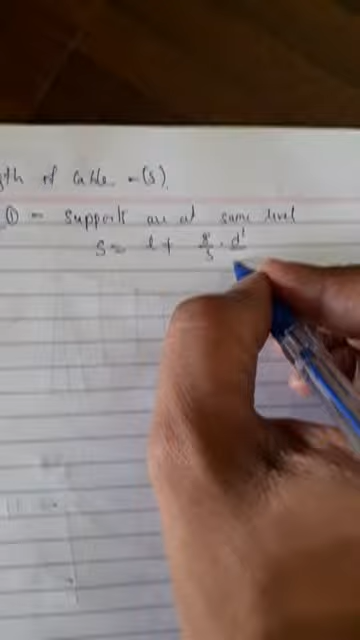 gth of cable - (s)
① - supports are at same level
s = l + 8/3 · d²